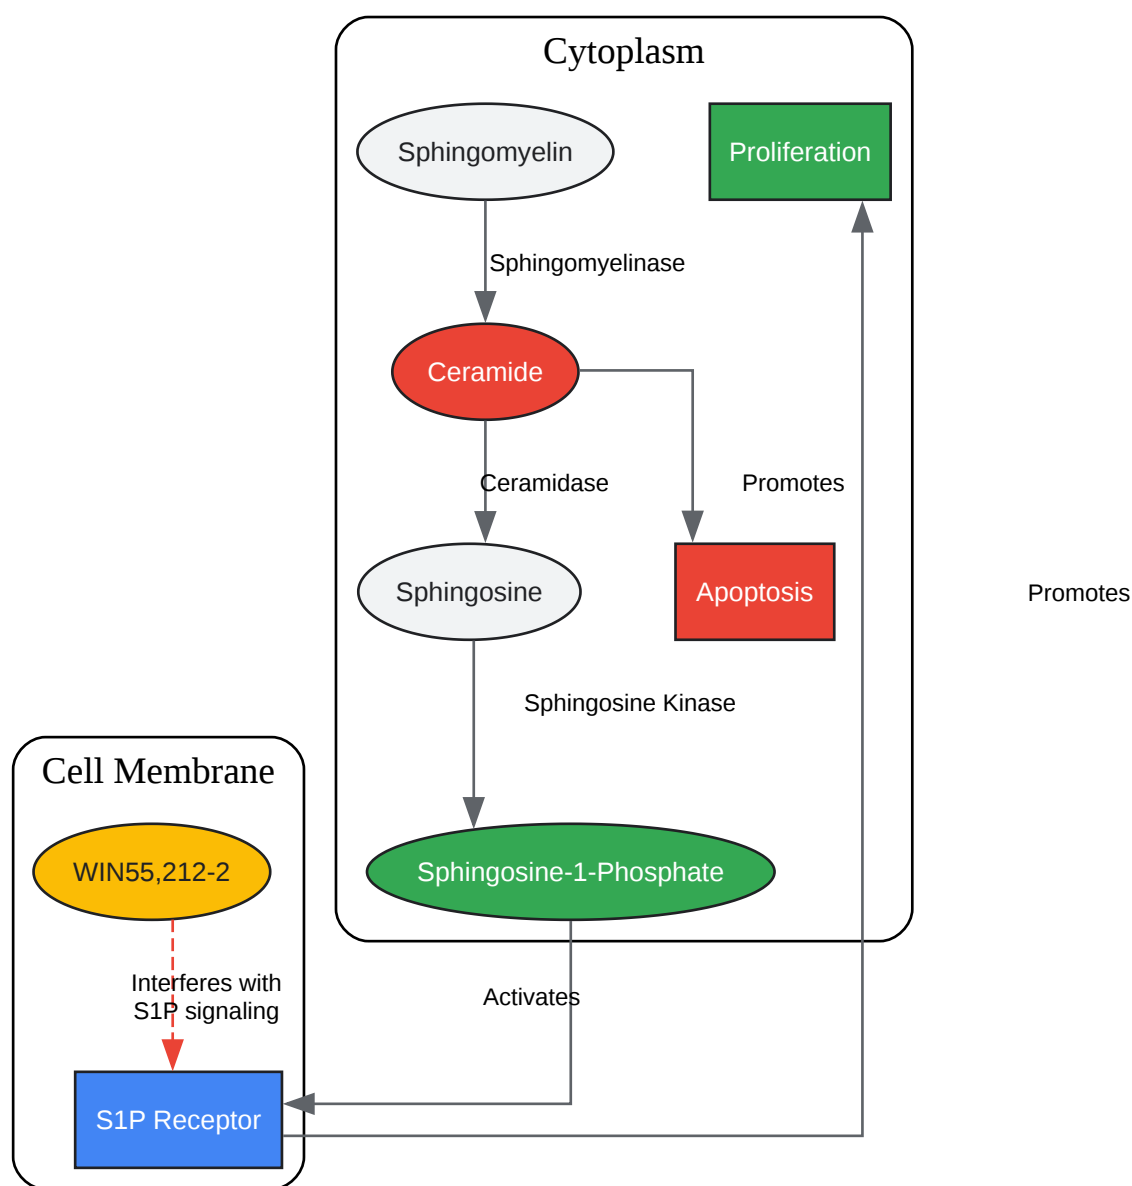 Cytoplasm
Sphingomyelin
Proliferation
Sphingomyelinase
Ceramide
Ceramidase
Promotes
Sphingosine
Apoptosis
Promotes
Sphingosine Kinase
Cell Membrane
WIN55,212-2
Sphingosine-1-Phosphate
Interferes with
S1P signaling
Activates
S1P Receptor